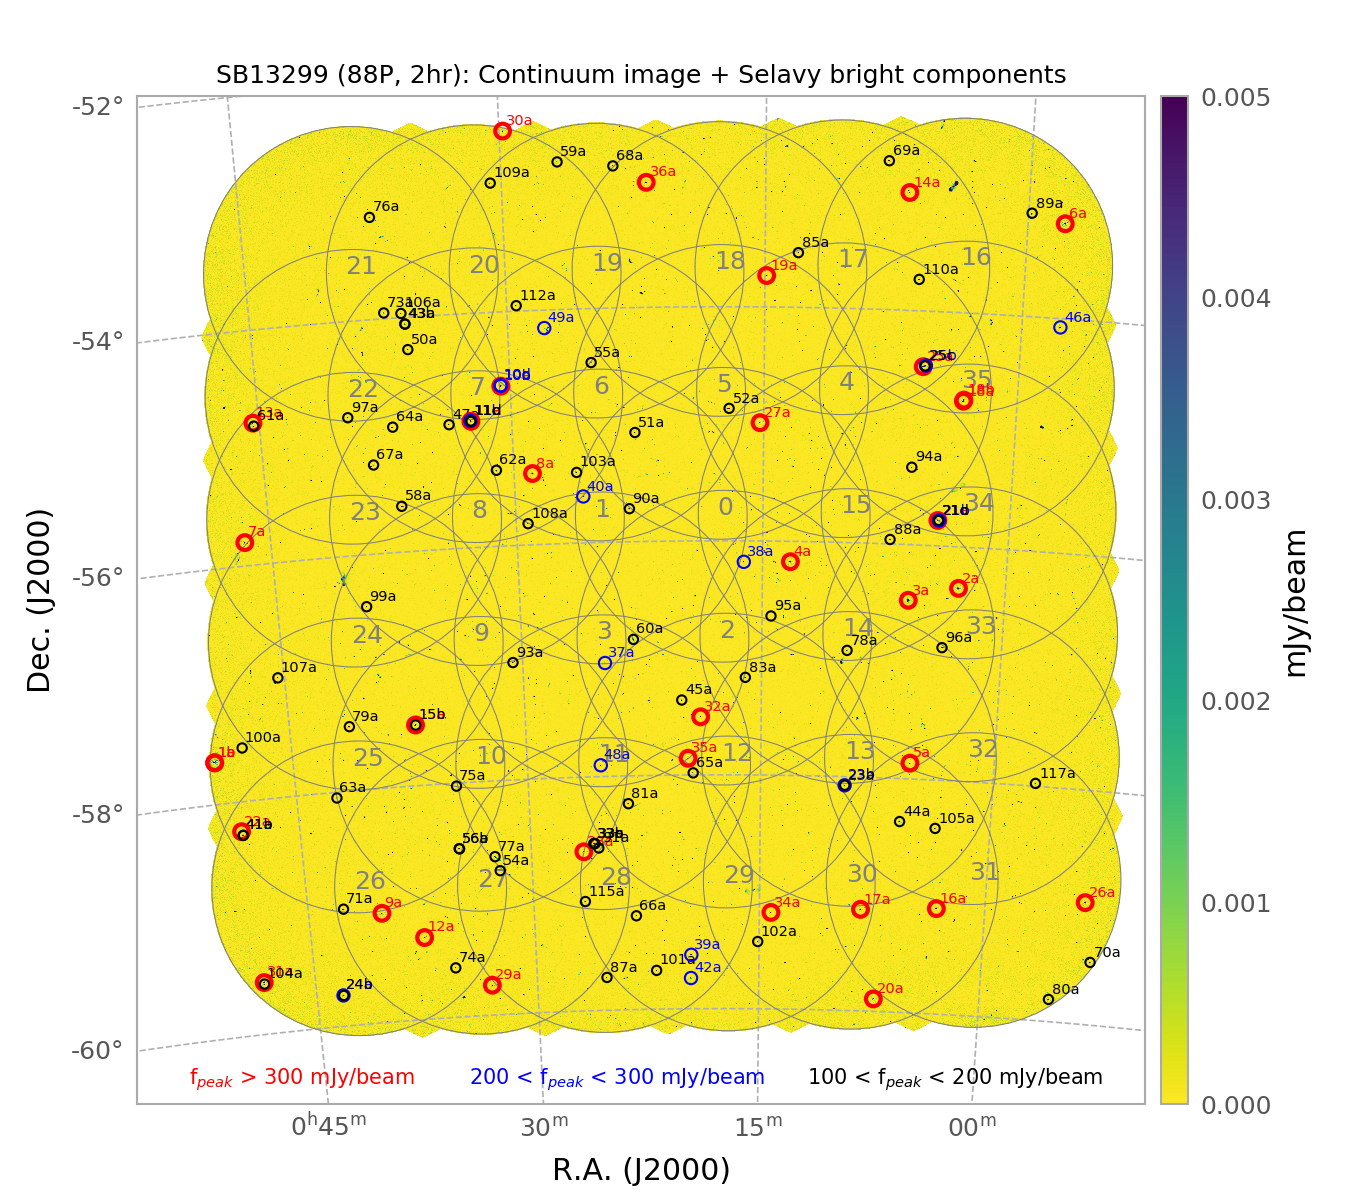 SB13299 (88P, 2hr): Continuum image + Selavy bright components
-52°
-54°
-56°
-58°
-60°
Dec. (J2000)
30a
59a
68a
36a
109a
76a
69a
14a
89a
6a
85a
19a
110a
21
20
19
18
17
16
73a
106a
43a
50a
112a
49a
46a
55a
25b
22
7
6
5
4
35
10d
18a
61a
97a
64a
47
11d
52a
27a
51a
67a
62a
8a
103a
94a
58a
40a
90a
108a
23
8
1
0
15
34
21d
88a
7a
38a
4a
2a
3a
99a
95a
24
9
3
2
14
33
60a
78a
96a
93a
37a
107a
83a
45a
32a
79a
15b
100a
35a
5a
25
10
11
12
13
32
48a
65a
23a
117a
63a
75a
81a
44a
105a
41a
56b
77a
54a
33b
26
27
28
29
30
31
71a
9a
115a
66a
34a
17a
16a
26a
12a
102a
39a
74a
101a
42a
70a
104a
29a
87a
24b
20a
80a
f_peak > 300 mJy/beam
200 < f_peak < 300 mJy/beam
100 < f_peak < 200 mJy/beam
0ʰ45ᵐ
30ᵐ
15ᵐ
00ᵐ
R.A. (J2000)
0.005
0.004
0.003
0.002
0.001
0.000
mJy/beam